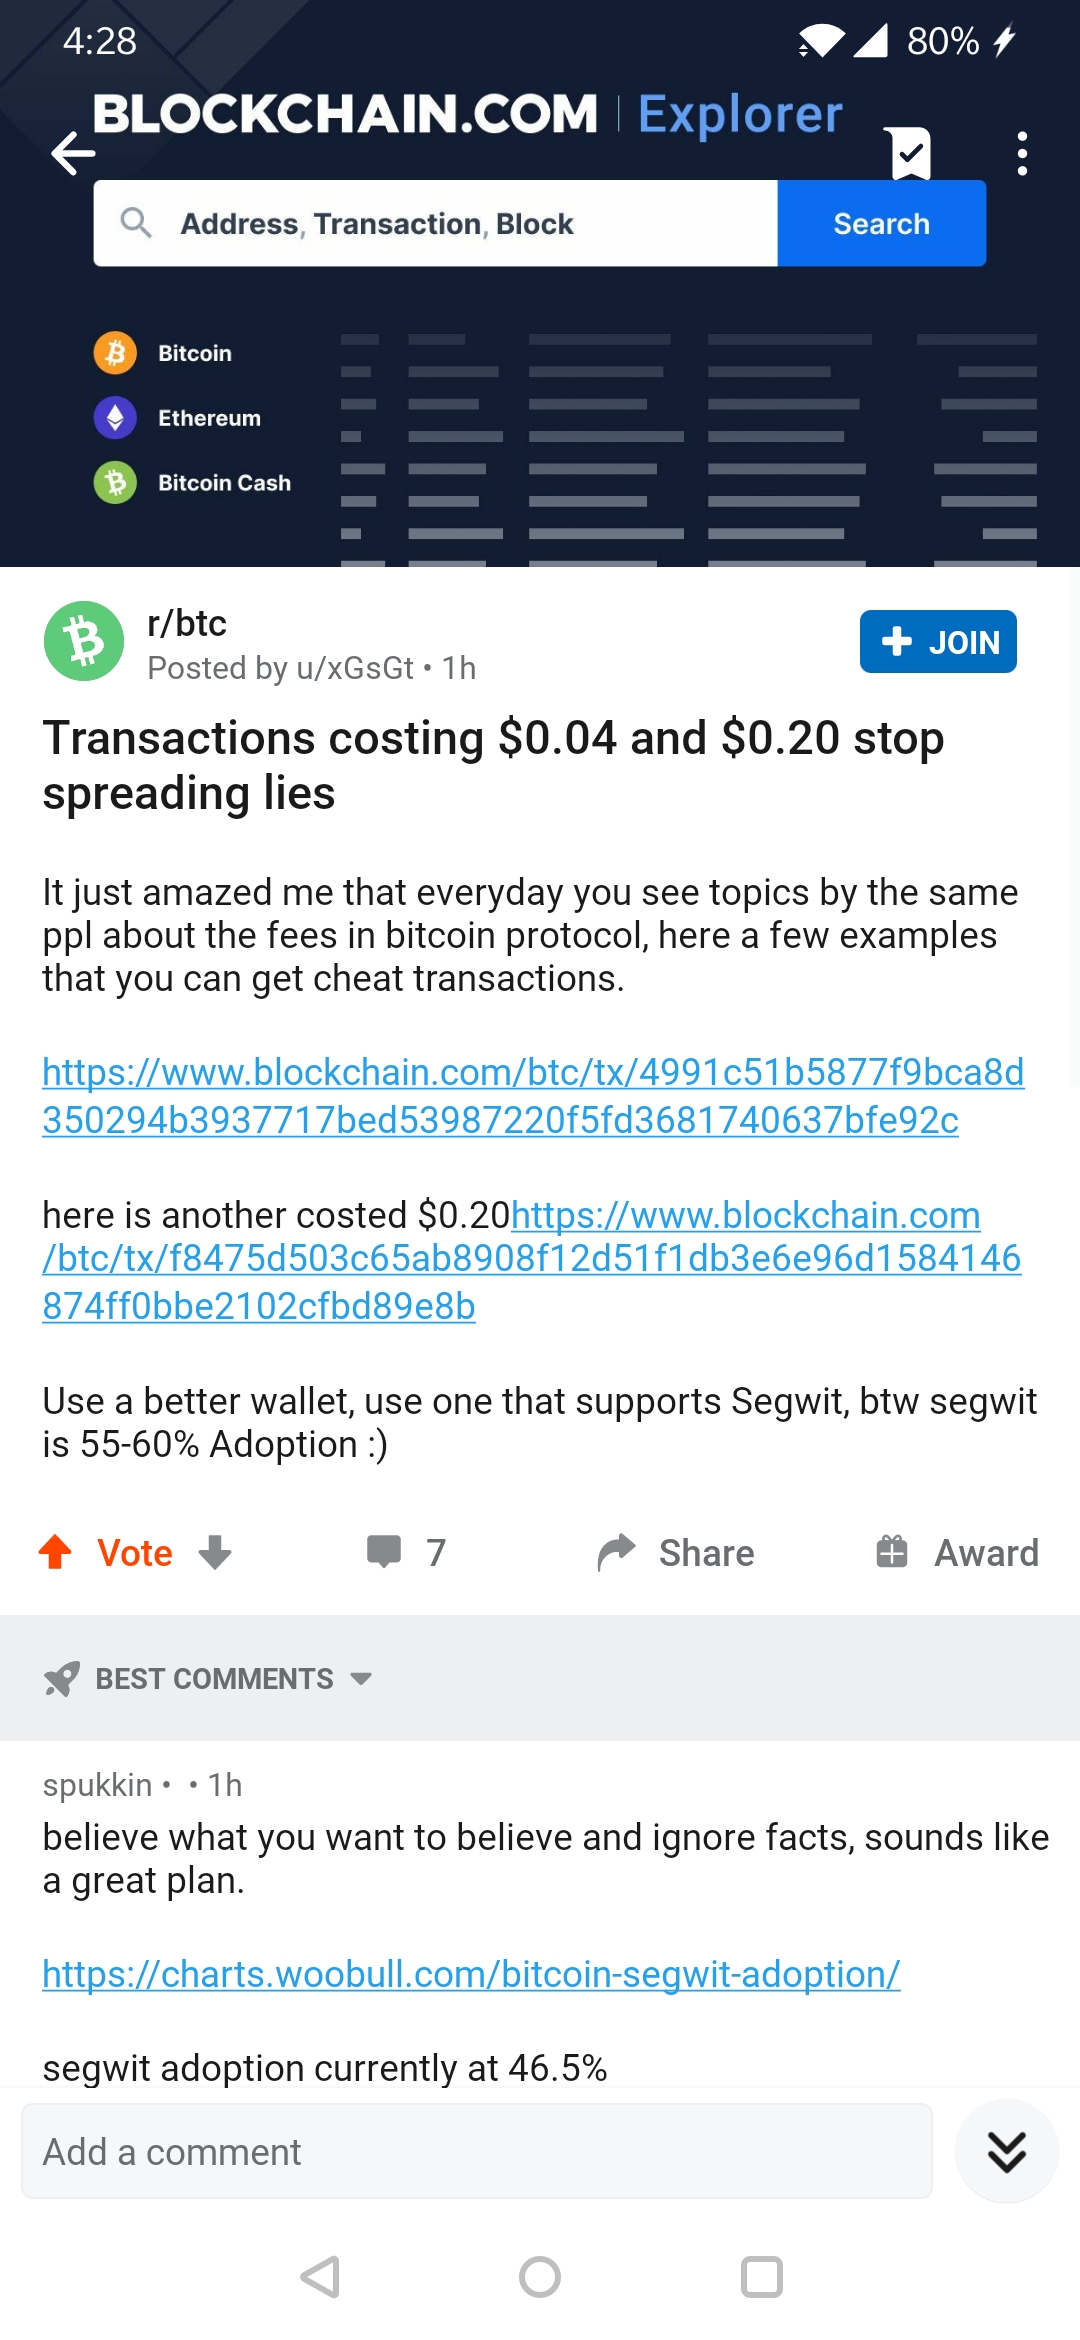 4:28
80%
BLOCKCHAIN.COM | Explorer
Address, Transaction, Block
Search
Bitcoin
Ethereum
Bitcoin Cash
r/btc
Posted by u/xGsGt • 1h
+ JOIN
Transactions costing $0.04 and $0.20 stop
spreading lies
It just amazed me that everyday you see topics by the same
ppl about the fees in bitcoin protocol, here a few examples
that you can get cheat transactions.
https://www.blockchain.com/btc/tx/4991c51b5877f9bca8d
350294b3937717bed53987220f5fd3681740637bfe92c
here is another costed $0.20https://www.blockchain.com
/btc/tx/f8475d503c65ab8908f12d51f1db3e6e96d1584146
874ff0bbe2102cfbd89e8b
Use a better wallet, use one that supports Segwit, btw segwit
is 55-60% Adoption :)
Vote
7
Share
Award
BEST COMMENTS
spukkin • • 1h
believe what you want to believe and ignore facts, sounds like
a great plan.
https://charts.woobull.com/bitcoin-segwit-adoption/
segwit adoption currently at 46.5%
Add a comment